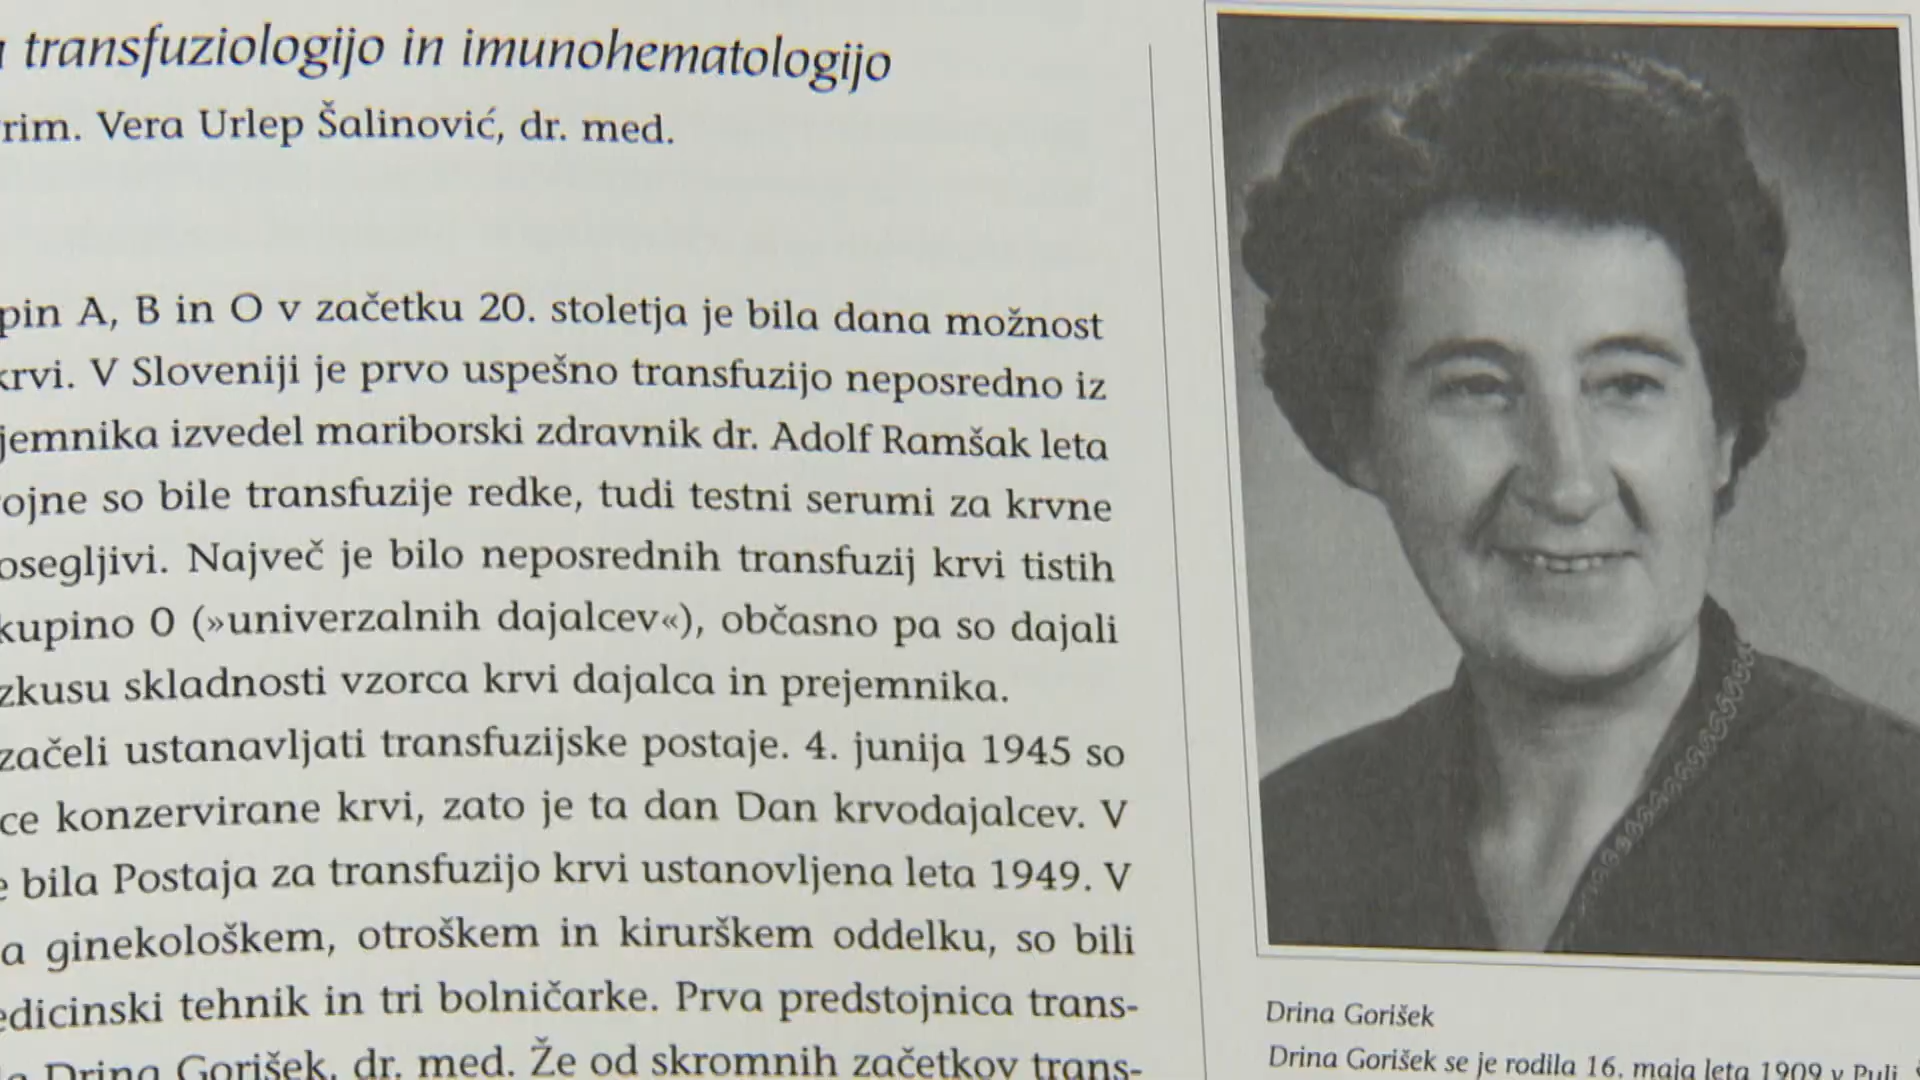 transfuziologijo in imunohematologijo
rim. Vera Urlep Šalinović, dr. med.
pin A, B in O v začetku 20. stoletja je bila dana možnost
krvi. V Sloveniji je prvo uspešno transfuzijo neposredno iz
jemnika izvedel mariborski zdravnik dr. Adolf Ramšak leta
ojne so bile transfuzije redke, tudi testni serumi za krvne
osegljivi. Največ je bilo neposrednih transfuzij krvi tistih
kupino 0 (»univerzalnih dajalcev«), občasno pa so dajali
zkusu skladnosti vzorca krvi dajalca in prejemnika.
začeli ustanavljati transfuzijske postaje. 4. junija 1945 so
ce konzervirane krvi, zato je ta dan Dan krvodajalcev. V
e bila Postaja za transfuzijo krvi ustanovljena leta 1949. V
a ginekološkem, otroškem in kirurškem oddelku, so bili
edicinski tehnik in tri bolničarke. Prva predstojnica trans-
Drina Gorišek, dr. med. Že od skromnih začetkov trans-
Drina Gorišek
Drina Gorišek se je rodila 16. maja leta 1909 v Puli.